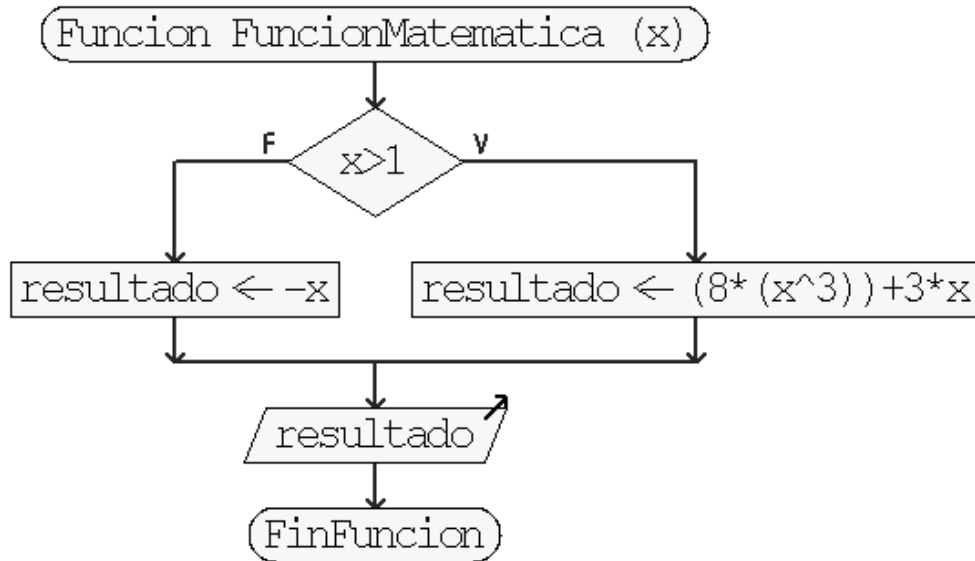 Funcion FuncionMatematica (x)
F
x>1
V
resultado ← -x
resultado ← (8*(x^3))+3*x
resultado
FinFuncion